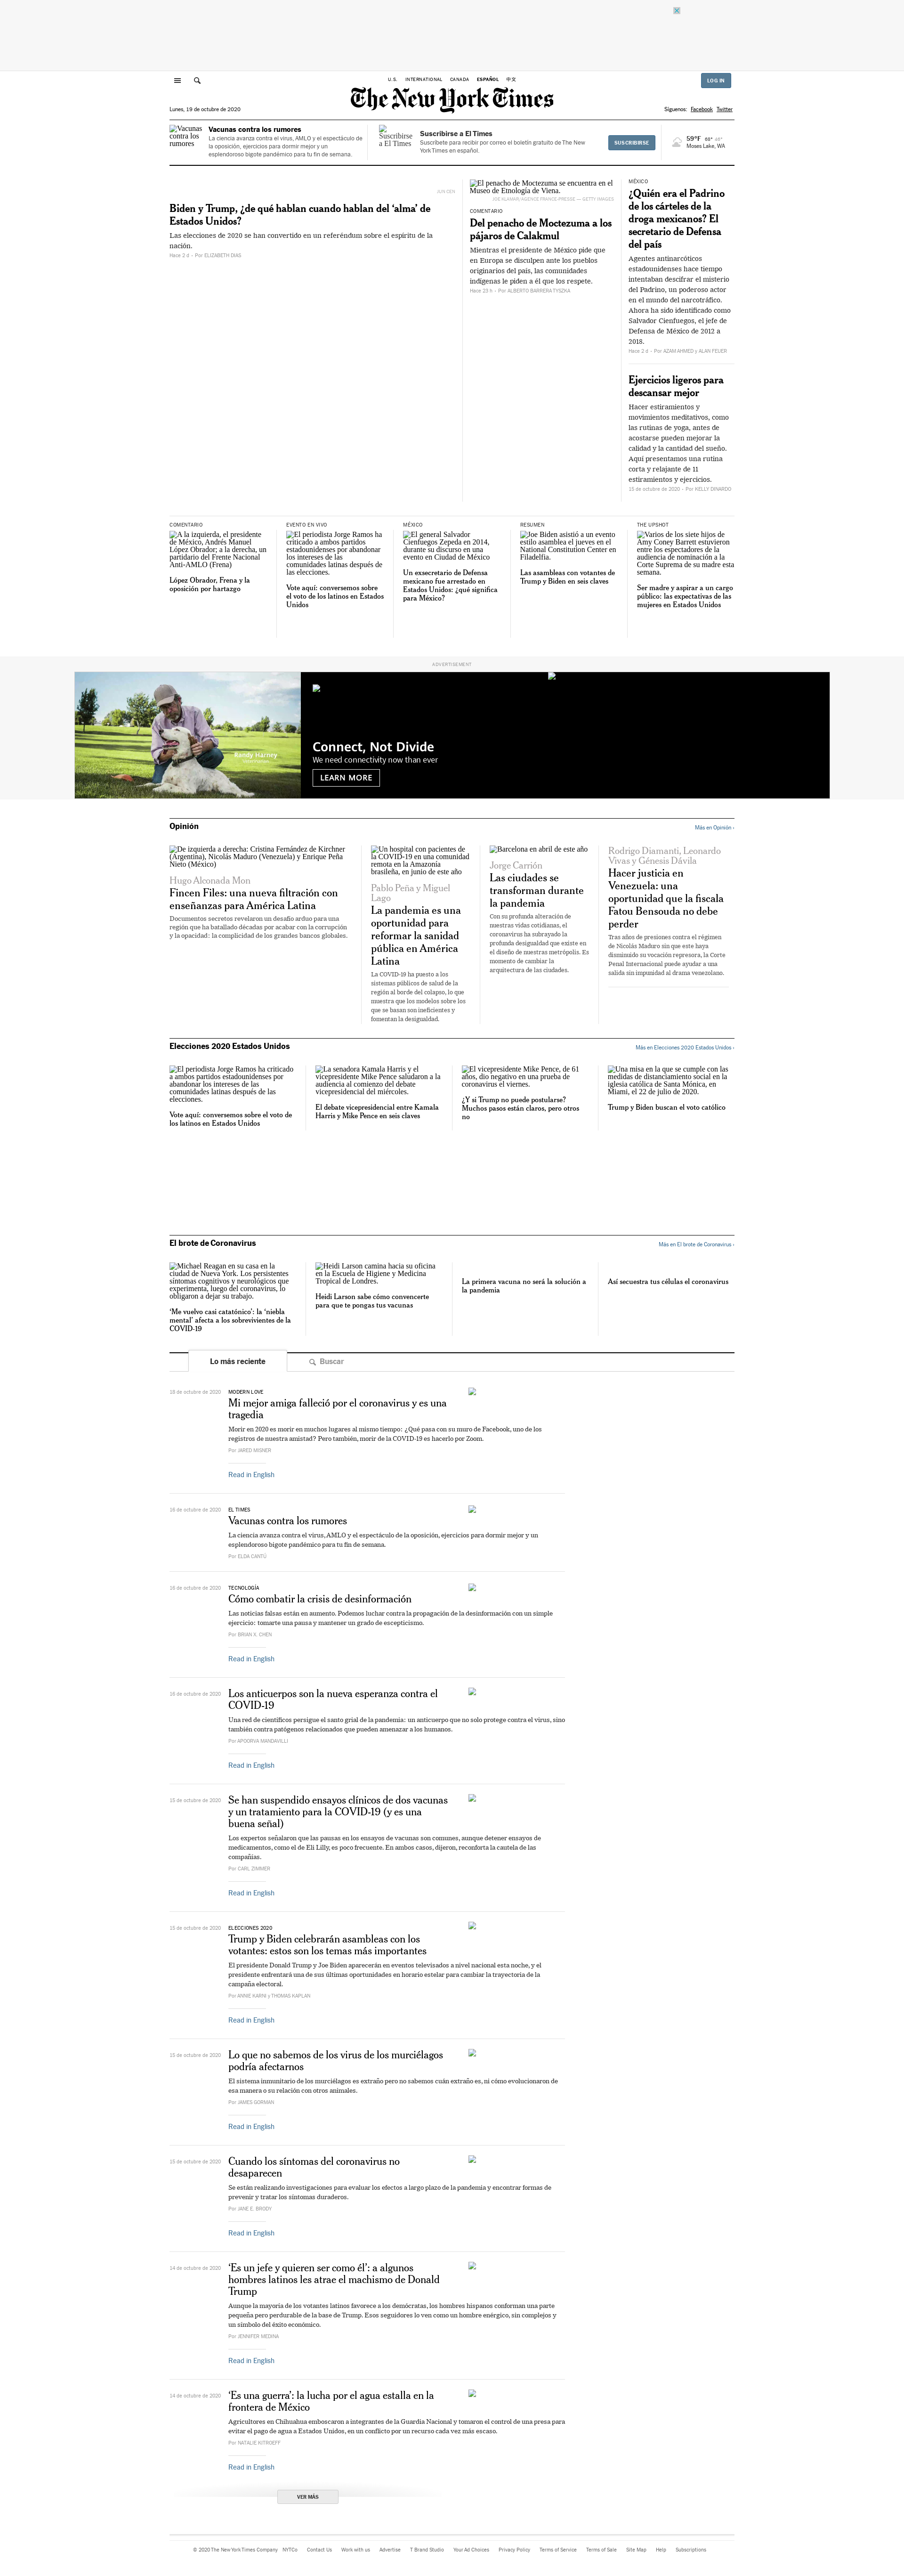 U.S.
INTERNATIONAL
CANADA
ESPAÑOL
中文
LOG IN
The New York Times
Lunes, 19 de octubre de 2020
Síguenos:
Facebook
Twitter
Vacunas contra los rumores
Vacunas contra los rumores
La ciencia avanza contra el virus, AMLO y el espectáculo de
la oposición, ejercicios para dormir mejor y un
esplendoroso bigote pandémico para tu fin de semana.
Suscribirse a El Times
Suscribirse a El Times
Suscríbete para recibir por correo el boletín gratuito de The New
York Times en español.
SUSCRIBIRSE
59°F
Moses Lake, WA
JUN CEN
Biden y Trump, ¿de qué hablan cuando hablan del ‘alma’ de
Estados Unidos?
Las elecciones de 2020 se han convertido en un referéndum sobre el espíritu de la
nación.
Hace 2 d – Por ELIZABETH DIAS
El penacho de Moctezuma se encuentra en el
Museo de Etnología de Viena.
JOE KLAMAR/AGENCE FRANCE-PRESSE — GETTY IMAGES
COMENTARIO
Del penacho de Moctezuma a los
pájaros de Calakmul
Mientras el presidente de México pide que
en Europa se disculpen ante los pueblos
originarios del país, las comunidades
indígenas le piden a él que los respete.
Hace 23 h – Por ALBERTO BARRERA TYSZKA
MÉXICO
¿Quién era el Padrino
de los cárteles de la
droga mexicanos? El
secretario de Defensa
del país
Agentes antinarcóticos
estadounidenses hace tiempo
intentaban descifrar el misterio
del Padrino, un poderoso actor
en el mundo del narcotráfico.
Ahora ha sido identificado como
Salvador Cienfuegos, el jefe de
Defensa de México de 2012 a
2018.
Hace 2 d – Por AZAM AHMED y ALAN FEUER
Ejercicios ligeros para
descansar mejor
Hacer estiramientos y
movimientos meditativos, como
las rutinas de yoga, antes de
acostarse pueden mejorar la
calidad y la cantidad del sueño.
Aquí presentamos una rutina
corta y relajante de 11
estiramientos y ejercicios.
15 de octubre de 2020 – Por KELLY DINARDO
COMENTARIO
A la izquierda, el presidente
de México, Andrés Manuel
López Obrador; a la derecha, un
partidario del Frente Nacional
Anti-AMLO (Frena)
López Obrador, Frena y la
oposición por hartazgo
EVENTO EN VIVO
El periodista Jorge Ramos ha
criticado a ambos partidos
estadounidenses por abandonar
los intereses de las
comunidades latinas después de
las elecciones.
Vote aquí: conversemos sobre
el voto de los latinos en Estados
Unidos
MÉXICO
El general Salvador
Cienfuegos Zepeda en 2014,
durante su discurso en una
evento en Ciudad de México
Un exsecretario de Defensa
mexicano fue arrestado en
Estados Unidos: ¿qué significa
para México?
RESUMEN
Joe Biden asistió a un evento
estilo asamblea el jueves en el
National Constitution Center en
Filadelfia.
Las asambleas con votantes de
Trump y Biden en seis claves
THE UPSHOT
Varios de los siete hijos de
Amy Coney Barrett estuvieron
entre los espectadores de la
audiencia de nominación a la
Corte Suprema de su madre esta
semana.
Ser madre y aspirar a un cargo
público: las expectativas de las
mujeres en Estados Unidos
ADVERTISEMENT
Randy Harney
Connect, Not Divide
We need connectivity now than ever
LEARN MORE
Opinión
Más en Opinión ›
De izquierda a derecha: Cristina Fernández de Kirchner
(Argentina), Nicolás Maduro (Venezuela) y Enrique Peña
Nieto (México)
Hugo Alconada Mon
Fincen Files: una nueva filtración con
enseñanzas para América Latina
Documentos secretos revelaron un desafío arduo para una
región que ha batallado décadas por acabar con la corrupción
y la opacidad: la complicidad de los grandes bancos globales.
Un hospital con pacientes de
la COVID-19 en una comunidad
remota en la Amazonía
brasileña, en junio de este año
Pablo Peña y Miguel
Lago
La pandemia es una
oportunidad para
reformar la sanidad
pública en América
Latina
La COVID-19 ha puesto a los
sistemas públicos de salud de la
región al borde del colapso, lo que
muestra que los modelos sobre los
que se basan son ineficientes y
fomentan la desigualdad.
Barcelona en abril de este año
Jorge Carrión
Las ciudades se
transforman durante
la pandemia
Con su profunda alteración de
nuestras vidas cotidianas, el
coronavirus ha subrayado la
profunda desigualdad que existe en
el diseño de nuestras metrópolis. Es
momento de cambiar la
arquitectura de las ciudades.
Rodrigo Diamanti, Leonardo
Vivas y Génesis Dávila
Hacer justicia en
Venezuela: una
oportunidad que la fiscala
Fatou Bensouda no debe
perder
Tras años de presiones contra el régimen
de Nicolás Maduro sin que este haya
disminuido su vocación represora, la Corte
Penal Internacional puede ayudar a una
salida sin impunidad al drama venezolano.
Elecciones 2020 Estados Unidos
Más en Elecciones 2020 Estados Unidos ›
El periodista Jorge Ramos ha criticado
a ambos partidos estadounidenses por
abandonar los intereses de las
comunidades latinas después de las
elecciones.
Vote aquí: conversemos sobre el voto de
los latinos en Estados Unidos
La senadora Kamala Harris y el
vicepresidente Mike Pence saludaron a la
audiencia al comienzo del debate
vicepresidencial del miércoles.
El debate vicepresidencial entre Kamala
Harris y Mike Pence en seis claves
El vicepresidente Mike Pence, de 61
años, dio negativo en una prueba de
coronavirus el viernes.
¿Y si Trump no puede postularse?
Muchos pasos están claros, pero otros
no
Una misa en la que se cumple con las
medidas de distanciamiento social en la
iglesia católica de Santa Mónica, en
Miami, el 22 de julio de 2020.
Trump y Biden buscan el voto católico
El brote de Coronavirus
Más en El brote de Coronavirus ›
Michael Reagan en su casa en la
ciudad de Nueva York. Los persistentes
síntomas cognitivos y neurológicos que
experimenta, luego del coronavirus, lo
obligaron a dejar su trabajo.
‘Me vuelvo casi catatónico’: la ‘niebla
mental’ afecta a los sobrevivientes de la
COVID-19
Heidi Larson camina hacia su oficina
en la Escuela de Higiene y Medicina
Tropical de Londres.
Heidi Larson sabe cómo convencerte
para que te pongas tus vacunas
La primera vacuna no será la solución a
la pandemia
Así secuestra tus células el coronavirus
Lo más reciente
Buscar
18 de octubre de 2020
MODERN LOVE
Mi mejor amiga falleció por el coronavirus y es una
tragedia
Morir en 2020 es morir en muchos lugares al mismo tiempo: ¿Qué pasa con su muro de Facebook, uno de los
registros de nuestra amistad? Pero también, morir de la COVID-19 es hacerlo por Zoom.
Por JARED MISNER
Read in English
16 de octubre de 2020
EL TIMES
Vacunas contra los rumores
La ciencia avanza contra el virus, AMLO y el espectáculo de la oposición, ejercicios para dormir mejor y un
esplendoroso bigote pandémico para tu fin de semana.
Por ELDA CANTÚ
16 de octubre de 2020
TECNOLOGÍA
Cómo combatir la crisis de desinformación
Las noticias falsas están en aumento. Podemos luchar contra la propagación de la desinformación con un simple
ejercicio: tomarte una pausa y mantener un grado de escepticismo.
Por BRIAN X. CHEN
Read in English
16 de octubre de 2020
Los anticuerpos son la nueva esperanza contra el
COVID-19
Una red de científicos persigue el santo grial de la pandemia: un anticuerpo que no solo protege contra el virus, sino
también contra patógenos relacionados que pueden amenazar a los humanos.
Por APOORVA MANDAVILLI
Read in English
15 de octubre de 2020
Se han suspendido ensayos clínicos de dos vacunas
y un tratamiento para la COVID-19 (y es una
buena señal)
Los expertos señalaron que las pausas en los ensayos de vacunas son comunes, aunque detener ensayos de
medicamentos, como el de Eli Lilly, es poco frecuente. En ambos casos, dijeron, reconforta la cautela de las
compañías.
Por CARL ZIMMER
Read in English
15 de octubre de 2020
ELECCIONES 2020
Trump y Biden celebrarán asambleas con los
votantes: estos son los temas más importantes
El presidente Donald Trump y Joe Biden aparecerán en eventos televisados a nivel nacional esta noche, y el
presidente enfrentará una de sus últimas oportunidades en horario estelar para cambiar la trayectoria de la
campaña electoral.
Por ANNIE KARNI y THOMAS KAPLAN
Read in English
15 de octubre de 2020
Lo que no sabemos de los virus de los murciélagos
podría afectarnos
El sistema inmunitario de los murciélagos es extraño pero no sabemos cuán extraño es, ni cómo evolucionaron de
esa manera o su relación con otros animales.
Por JAMES GORMAN
Read in English
15 de octubre de 2020
Cuando los síntomas del coronavirus no
desaparecen
Se están realizando investigaciones para evaluar los efectos a largo plazo de la pandemia y encontrar formas de
prevenir y tratar los síntomas duraderos.
Por JANE E. BRODY
Read in English
14 de octubre de 2020
‘Es un jefe y quieren ser como él’: a algunos
hombres latinos les atrae el machismo de Donald
Trump
Aunque la mayoría de los votantes latinos favorece a los demócratas, los hombres hispanos conforman una parte
pequeña pero perdurable de la base de Trump. Esos seguidores lo ven como un hombre enérgico, sin complejos y
un símbolo del éxito económico.
Por JENNIFER MEDINA
Read in English
14 de octubre de 2020
‘Es una guerra’: la lucha por el agua estalla en la
frontera de México
Agricultores en Chihuahua emboscaron a integrantes de la Guardia Nacional y tomaron el control de una presa para
evitar el pago de agua a Estados Unidos, en un conflicto por un recurso cada vez más escaso.
Por NATALIE KITROEFF
Read in English
VER MÁS
© 2020 The New York Times Company
NYTCo
Contact Us
Work with us
Advertise
T Brand Studio
Your Ad Choices
Privacy Policy
Terms of Service
Terms of Sale
Site Map
Help
Subscriptions